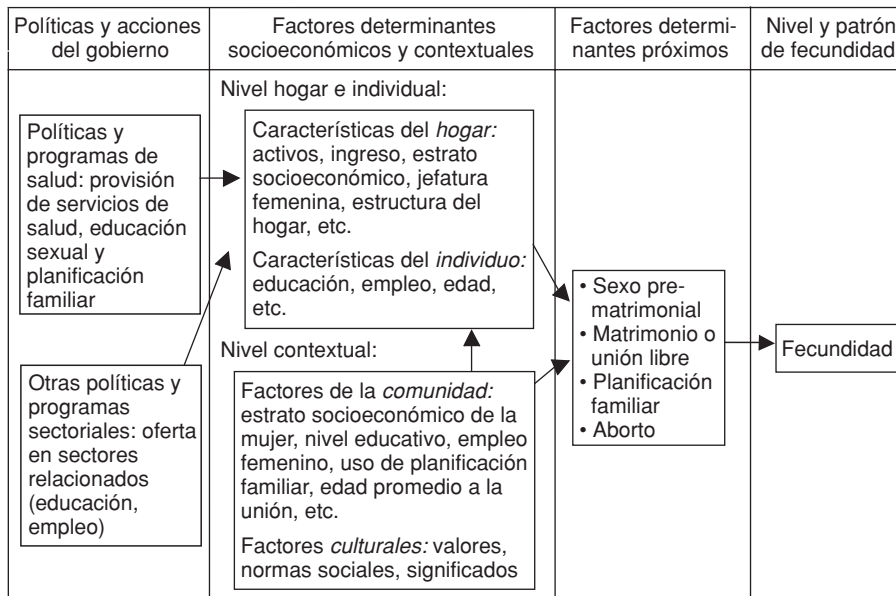 Políticas y acciones
del gobierno
Factores determinantes
socioeconómicos y contextuales
Factores determi-
nantes próximos
Nivel y patrón
de fecundidad
Políticas y
programas de
salud: provisión
de servicios de
salud, educación
sexual y
planificación
familiar
Otras políticas y
programas
sectoriales: oferta
en sectores
relacionados
(educación,
empleo)
Nivel hogar e individual:
Características del hogar:
activos, ingreso, estrato
socioeconómico, jefatura
femenina, estructura del
hogar, etc.
Características del individuo:
educación, empleo, edad,
etc.
Nivel contextual:
Factores de la comunidad:
estrato socioeconómico de la
mujer, nivel educativo, empleo
femenino, uso de planificación
familiar, edad promedio a la
unión, etc.
Factores culturales: valores,
normas sociales, significados
• Sexo pre-
matrimonial
• Matrimonio o
unión libre
• Planificación
familiar
• Aborto
Fecundidad